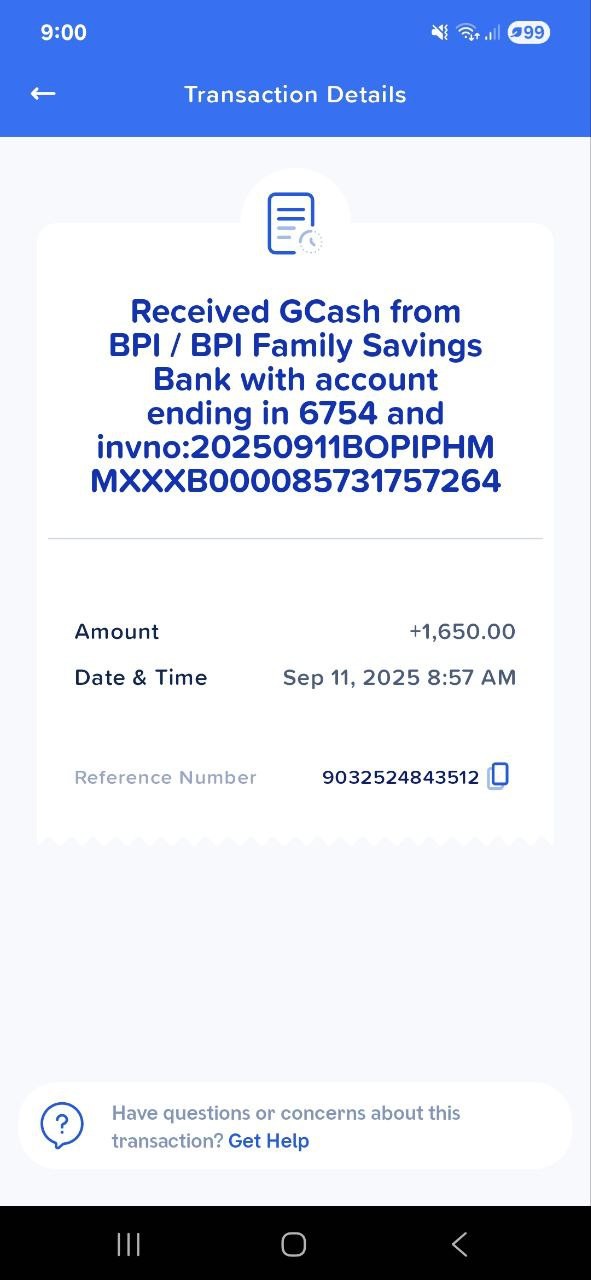 9:00
99
Transaction Details
Received GCash from
BPI / BPI Family Savings
Bank with account
ending in 6754 and
invno:20250911BOPIPHM
MXXXB000085731757264
Amount +1,650.00
Date & Time Sep 11, 2025 8:57 AM
Reference Number 9032524843512
Have questions or concerns about this
transaction? Get Help